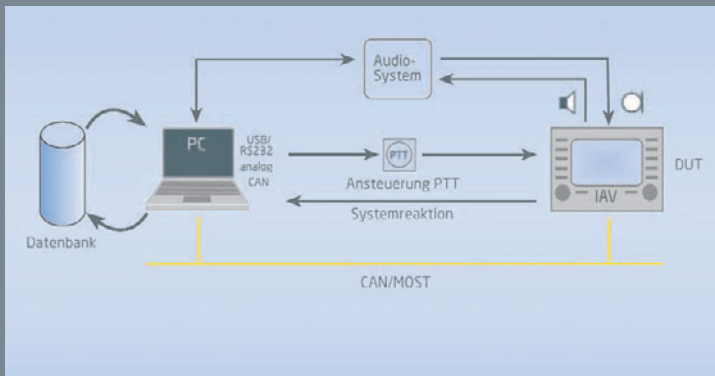 Audio-
System
PC
USB/
RS232
analog
CAN
PTT
Ansteuerung PTT
Systemreaktion
IAV
DUT
Datenbank
CAN/MOST